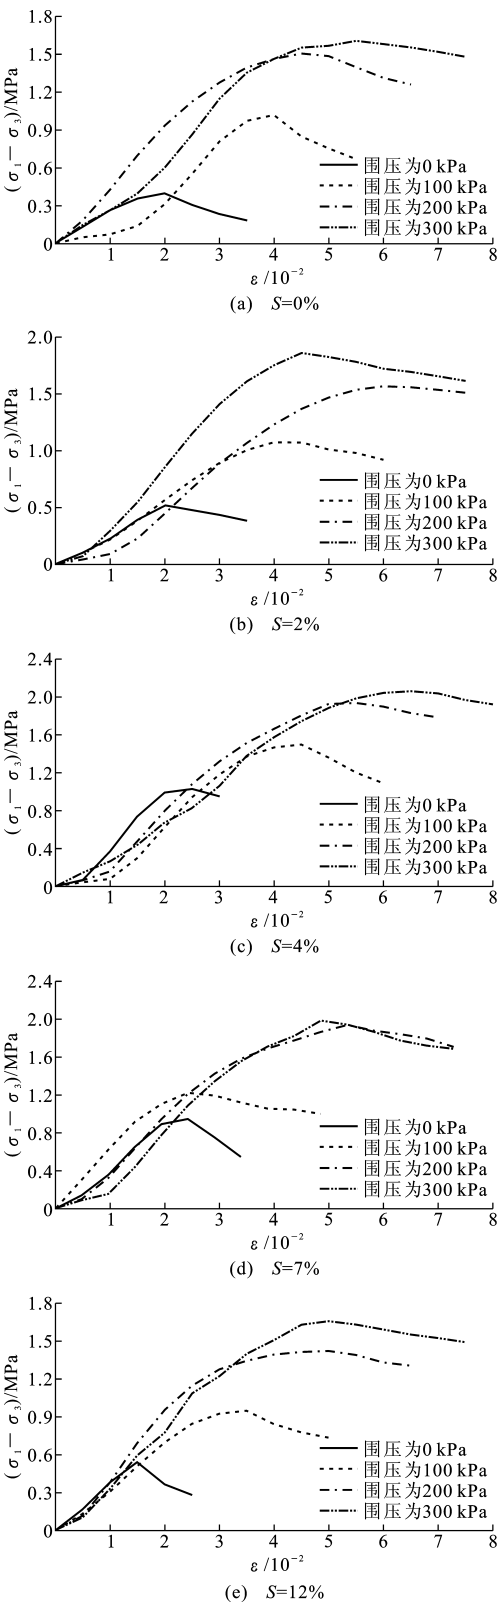 1.8
1.5
1.2
0.9
0.6
0.3
0
(σ₁－σ₃)/MPa
围压为0 kPa
围压为100 kPa
围压为200 kPa
围压为300 kPa
1 2 3 4 5 6 7 8
ε/10⁻²
(a) S=0%
2.0
1.5
1.0
0.5
0
(σ₁－σ₃)/MPa
围压为0 kPa
围压为100 kPa
围压为200 kPa
围压为300 kPa
1 2 3 4 5 6 7 8
ε/10⁻²
(b) S=2%
2.4
2.0
1.6
1.2
0.8
0.4
0
(σ₁－σ₃)/MPa
围压为0 kPa
围压为100 kPa
围压为200 kPa
围压为300 kPa
1 2 3 4 5 6 7 8
ε/10⁻²
(c) S=4%
2.4
2.0
1.6
1.2
0.8
0.4
0
(σ₁－σ₃)/MPa
围压为0 kPa
围压为100 kPa
围压为200 kPa
围压为300 kPa
1 2 3 4 5 6 7 8
ε/10⁻²
(d) S=7%
1.8
1.5
1.2
0.9
0.6
0.3
0
(σ₁－σ₃)/MPa
围压为0 kPa
围压为100 kPa
围压为200 kPa
围压为300 kPa
1 2 3 4 5 6 7 8
ε/10⁻²
(e) S=12%